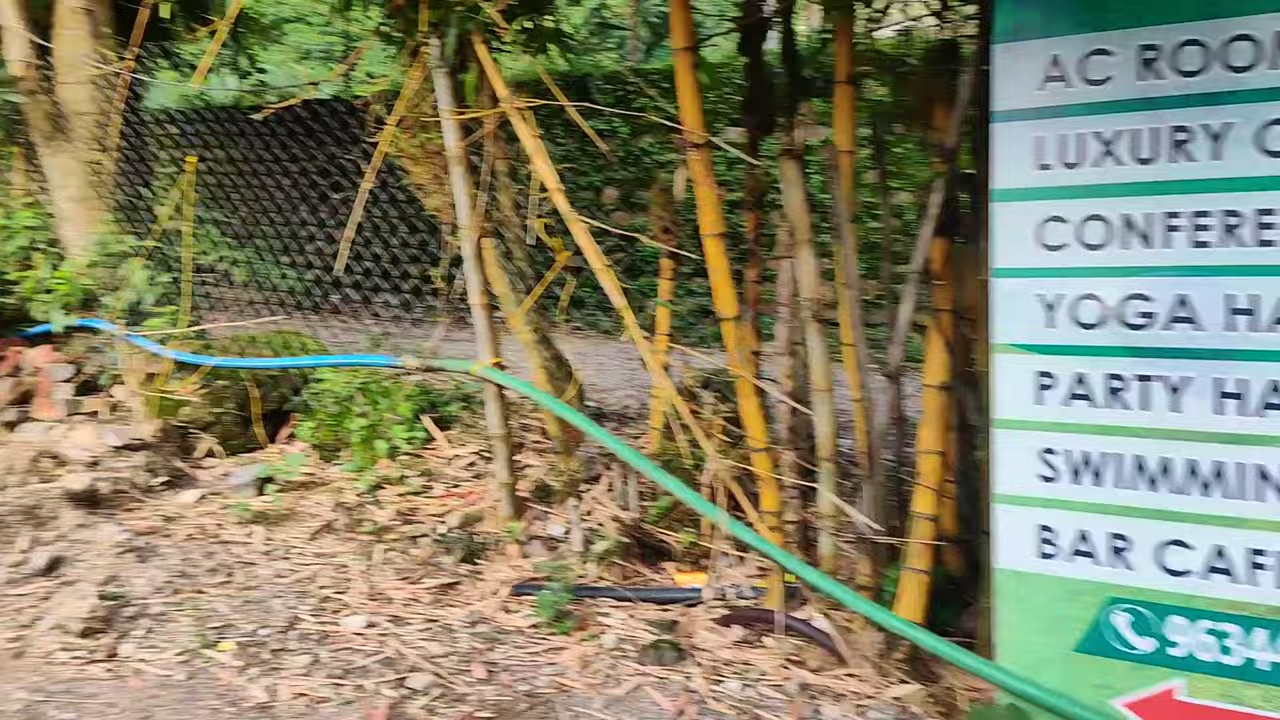 AC ROO
LUXURY
CONFERE
YOGA HA
PARTY HA
SWIMMIN
BAR CAF
9634